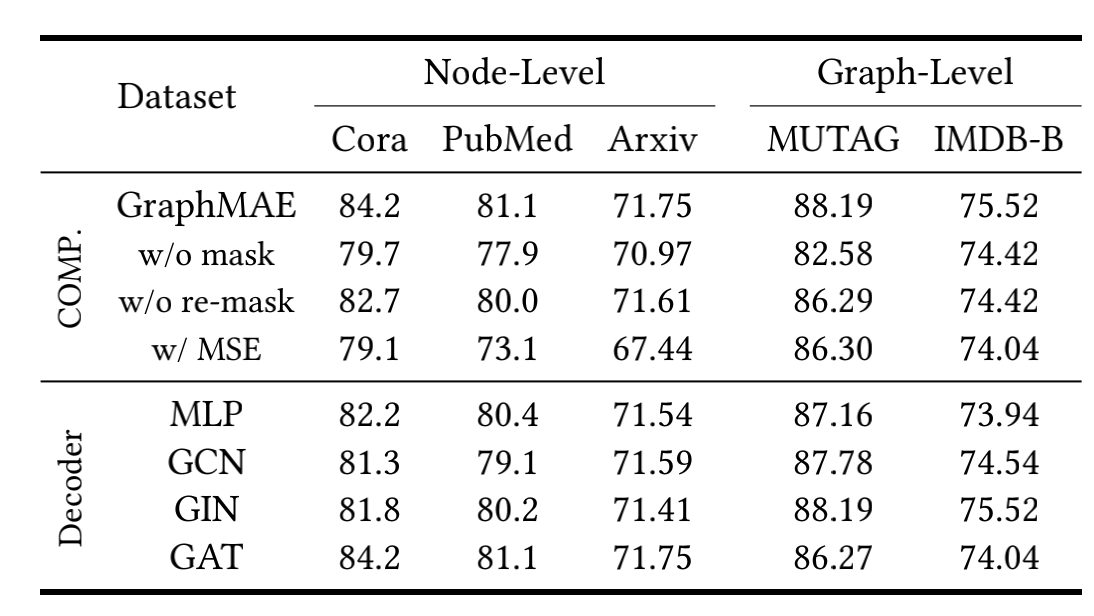 Dataset Node-Level Graph-Level
Cora PubMed Arxiv MUTAG IMDB-B
COMP.
GraphMAE 84.2 81.1 71.75 88.19 75.52
w/o mask 79.7 77.9 70.97 82.58 74.42
w/o re-mask 82.7 80.0 71.61 86.29 74.42
w/ MSE 79.1 73.1 67.44 86.30 74.04
Decoder
MLP 82.2 80.4 71.54 87.16 73.94
GCN 81.3 79.1 71.59 87.78 74.54
GIN 81.8 80.2 71.41 88.19 75.52
GAT 84.2 81.1 71.75 86.27 74.04